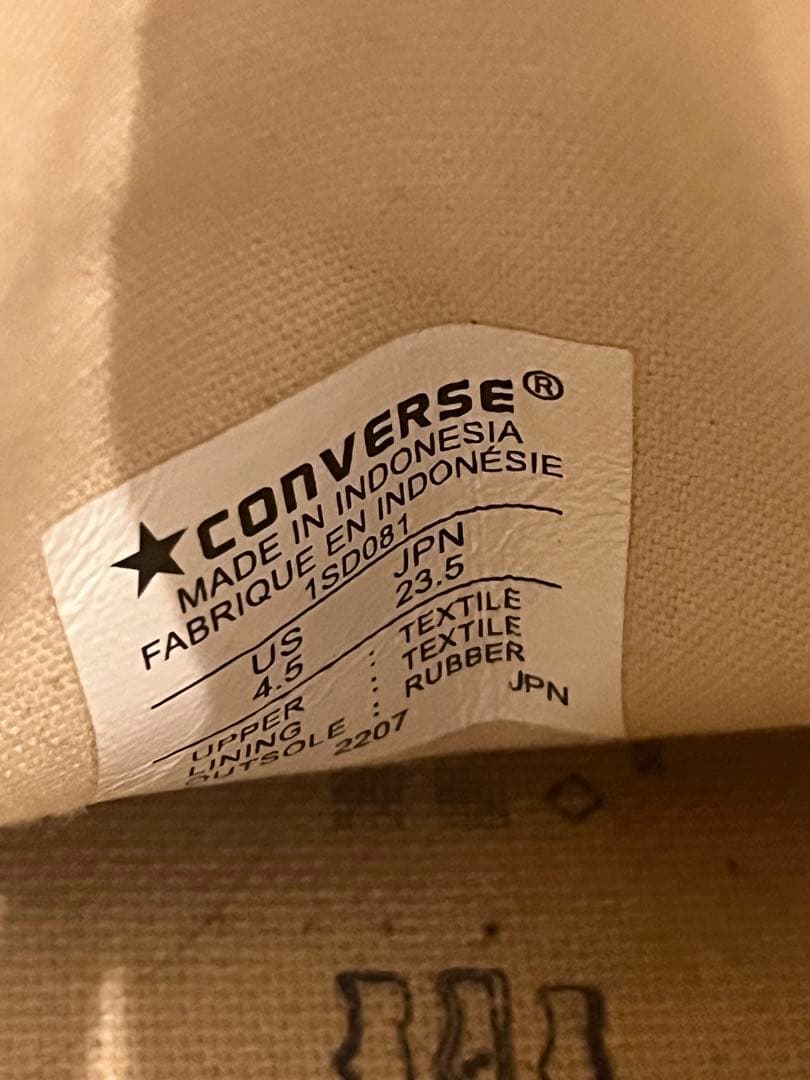 ★CONVERSE®
MADE IN INDONESIA
FABRIQUE EN INDONÉSIE
1SD081
US JPN
4.5 23.5
UPPER : TEXTILE
LINING : TEXTILE
OUTSOLE : RUBBER
2207 JPN